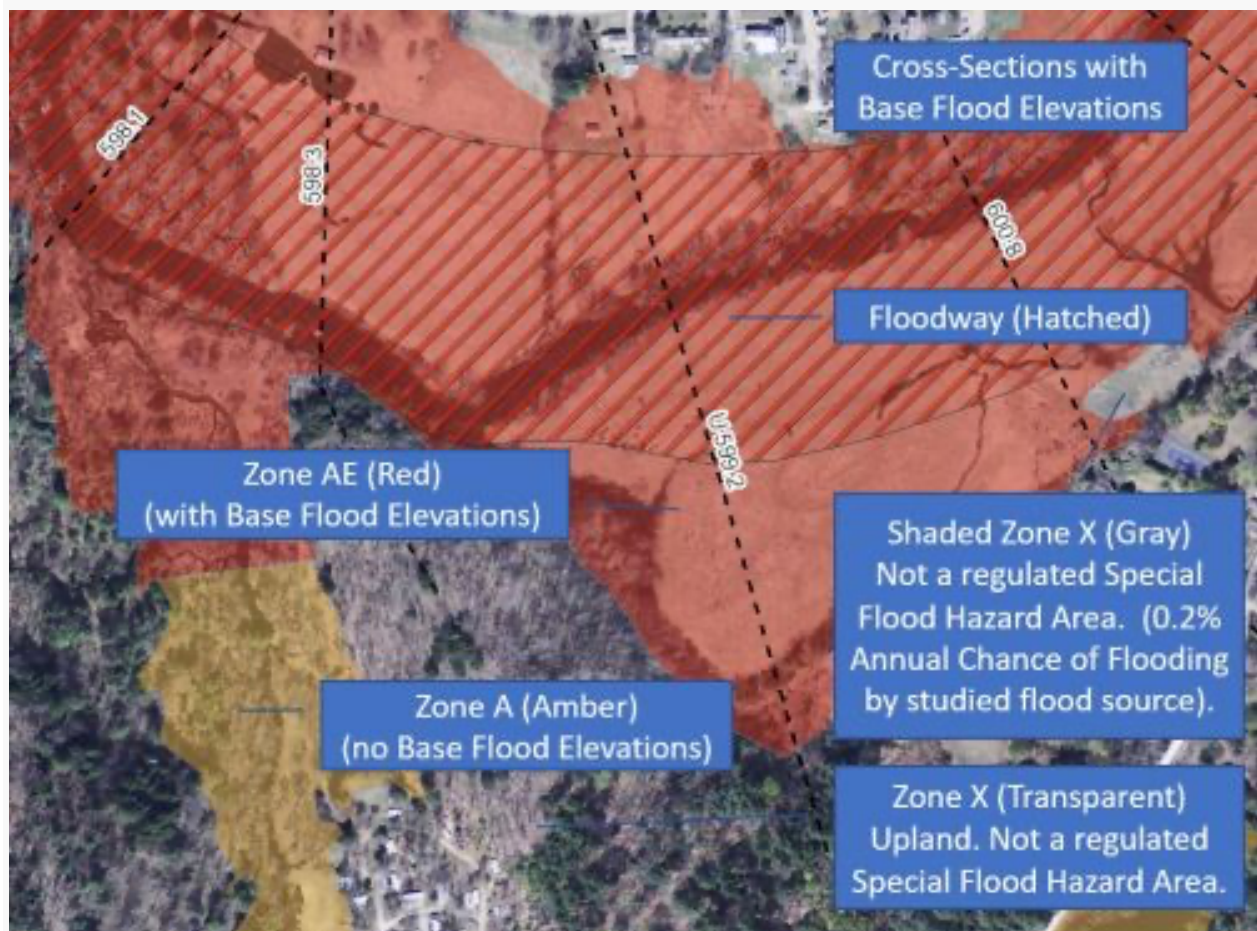 Cross-Sections with
Base Flood Elevations
598.1
598.3
600.8
Floodway (Hatched)
U:599.2
Zone AE (Red)
(with Base Flood Elevations)
Shaded Zone X (Gray)
Not a regulated Special
Flood Hazard Area. (0.2%
Annual Chance of Flooding
by studied flood source).
Zone A (Amber)
(no Base Flood Elevations)
Zone X (Transparent)
Upland. Not a regulated
Special Flood Hazard Area.